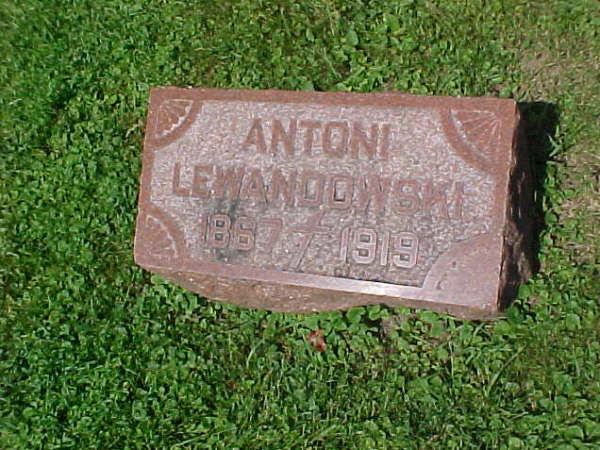 ANTONI
LEWANDOWSKI
1867 / 1919